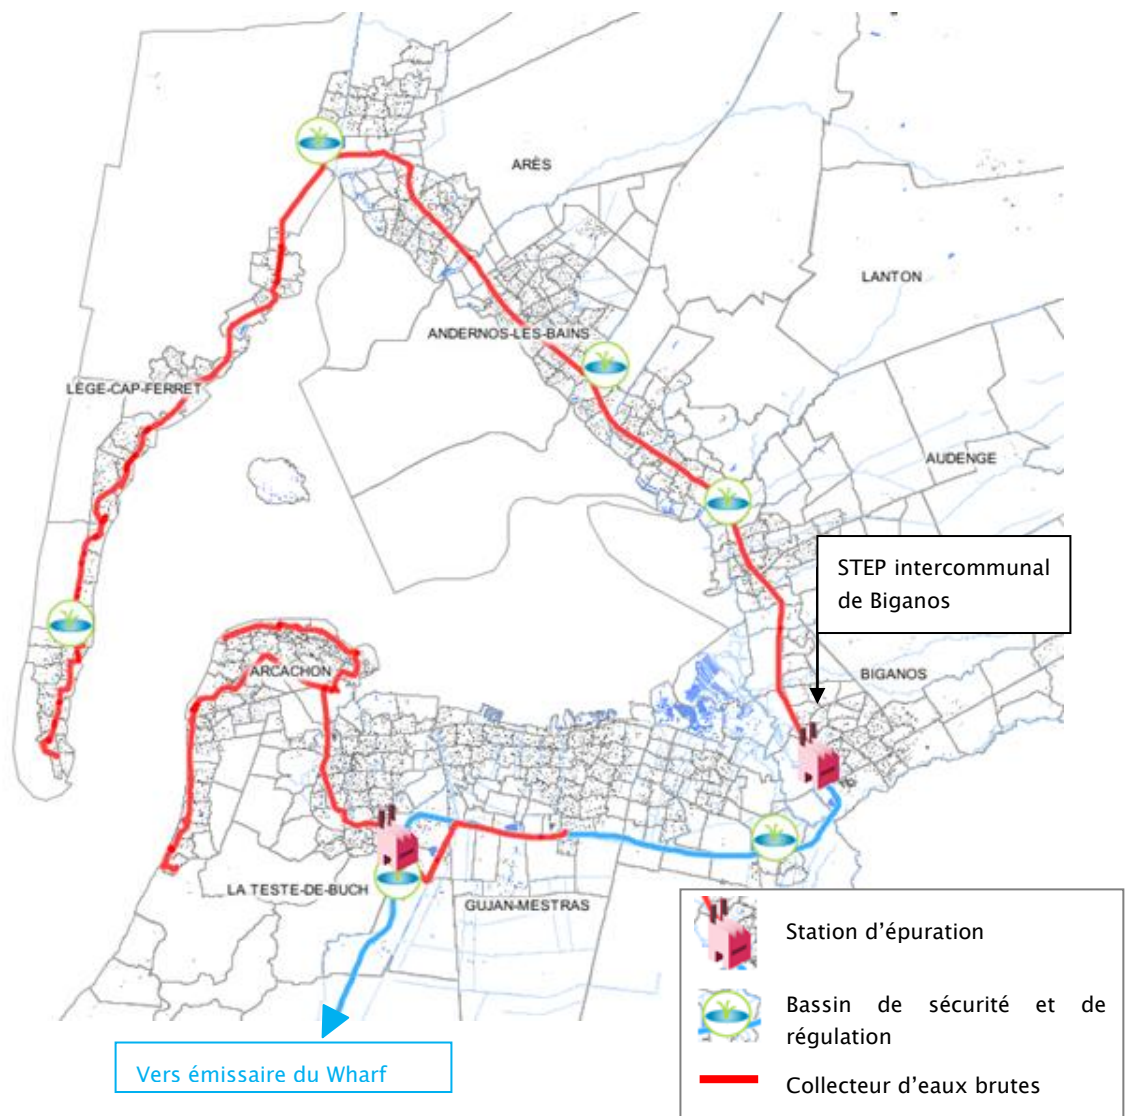 ARÈS
LANTON
ANDERNOS-LES-BAINS
LÈGE-CAP-FERRET
AUDENGE
STEP intercommunal
de Biganos
ARCACHON
BIGANOS
LA TESTE-DE-BUCH
GUJAN-MESTRAS
Station d'épuration
Bassin de sécurité et de
régulation
Vers émissaire du Wharf
Collecteur d'eaux brutes